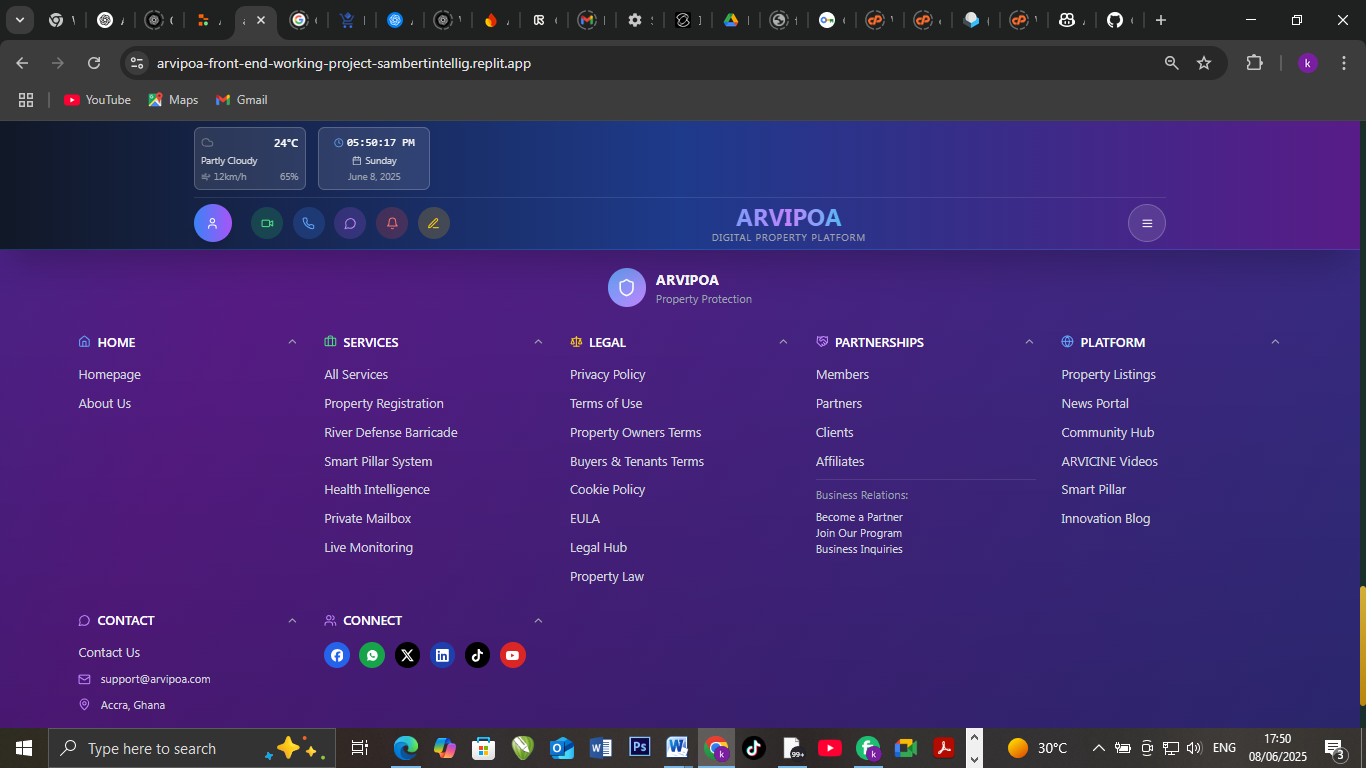 arvipoa-front-end-working-project-sambertintellig.replit.app
k
YouTube
Maps
Gmail
24°C
Partly Cloudy
12km/h 65%
05:50:17 PM
Sunday
June 8, 2025
ARVIPOA
DIGITAL PROPERTY PLATFORM
ARVIPOA
Property Protection
HOME
Homepage
About Us
SERVICES
All Services
Property Registration
River Defense Barricade
Smart Pillar System
Health Intelligence
Private Mailbox
Live Monitoring
LEGAL
Privacy Policy
Terms of Use
Property Owners Terms
Buyers & Tenants Terms
Cookie Policy
EULA
Legal Hub
Property Law
PARTNERSHIPS
Members
Partners
Clients
Affiliates
Business Relations:
Become a Partner
Join Our Program
Business Inquiries
PLATFORM
Property Listings
News Portal
Community Hub
ARVICINE Videos
Smart Pillar
Innovation Blog
CONTACT
Contact Us
support@arvipoa.com
Accra, Ghana
CONNECT
Type here to search
Ps
99+
30°C
ENG
17:50
08/06/2025
3